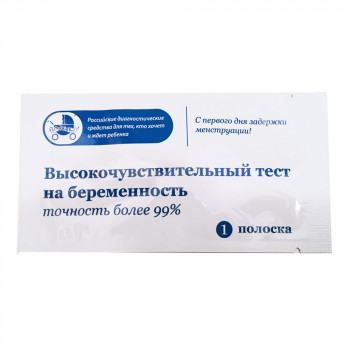 Российские диагностические
средства для тех, кто хочет
и ждет ребенка
С первого дня задержки
менструации!
Высокочувствительный тест
на беременность
точность более 99%
1 полоска